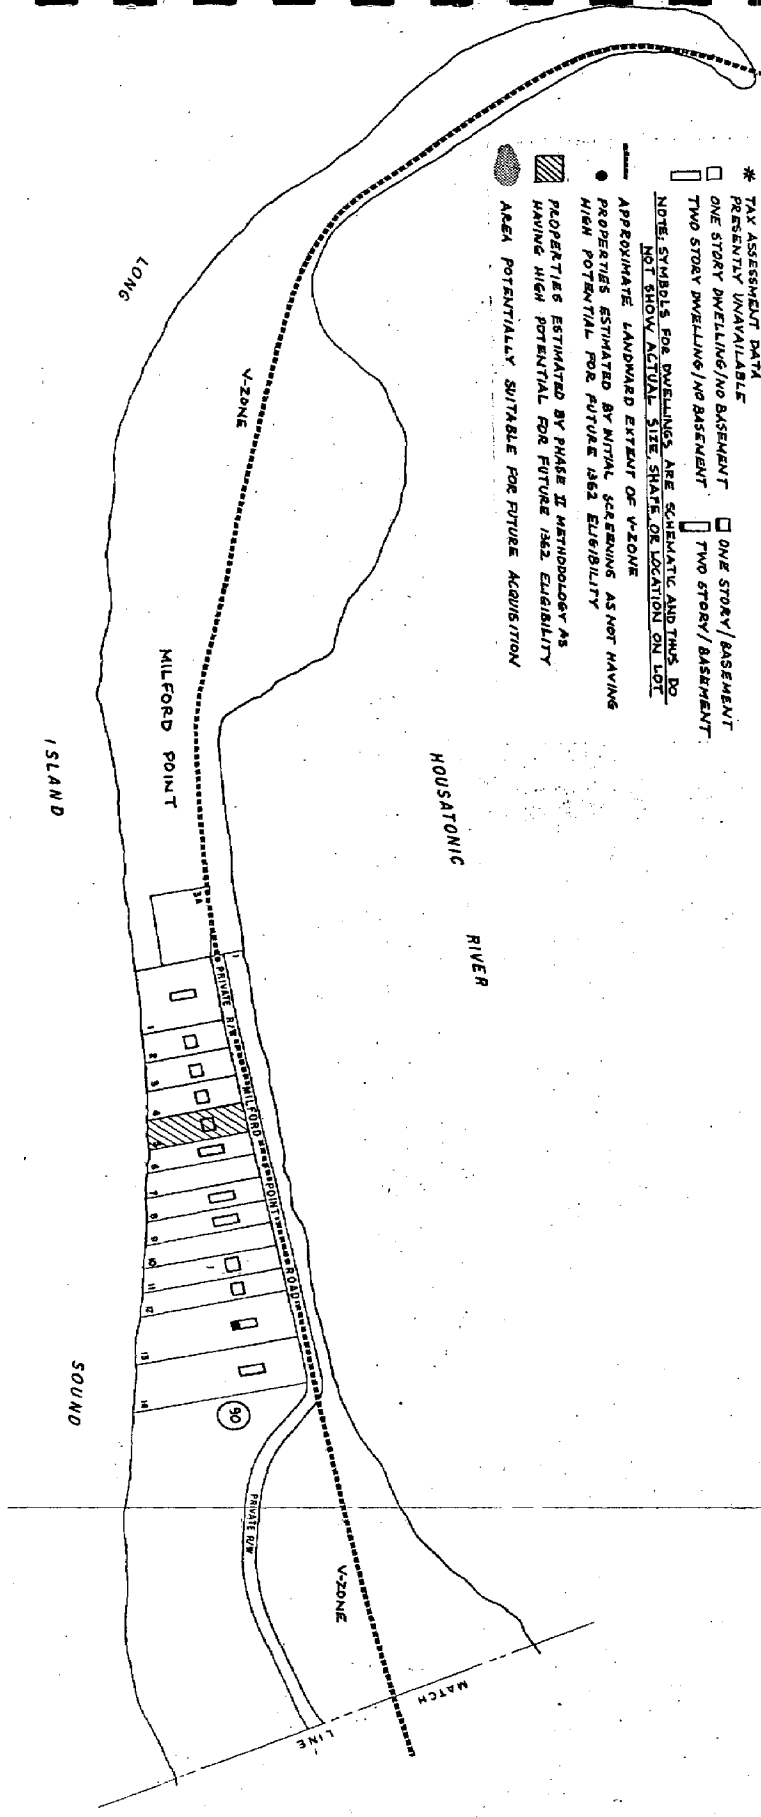 * TAX ASSESSMENT DATA
PRESENTLY UNAVAILABLE
ONE STORY DWELLING/NO BASEMENT
ONE STORY/BASEMENT
TWO STORY DWELLING/NO BASEMENT
TWO STORY/BASEMENT
NOTE: SYMBOLS FOR DWELLINGS ARE SCHEMATIC AND THUS DO
NOT SHOW ACTUAL SIZE, SHAPE OR LOCATION ON LOT
APPROXIMATE LANDWARD EXTENT OF V-ZONE
PROPERTIES ESTIMATED BY INITIAL SCREENING AS NOT HAVING
HIGH POTENTIAL FOR FUTURE 1362 ELIGIBILITY
PROPERTIES ESTIMATED BY PHASE II METHODOLOGY AS
HAVING HIGH POTENTIAL FOR FUTURE 1362 ELIGIBILITY
AREA POTENTIALLY SUITABLE FOR FUTURE ACQUISITION
LONG
V-ZONE
MILFORD POINT
ISLAND
HOUSATONIC
RIVER
3A
1
PRIVATE R/W
MILFORD
POINT
ROAD
1
2
3
4
5
6
7
8
9
10
11
12
13
14
90
SOUND
PRIVATE R/W
V-ZONE
MATCH
LINE